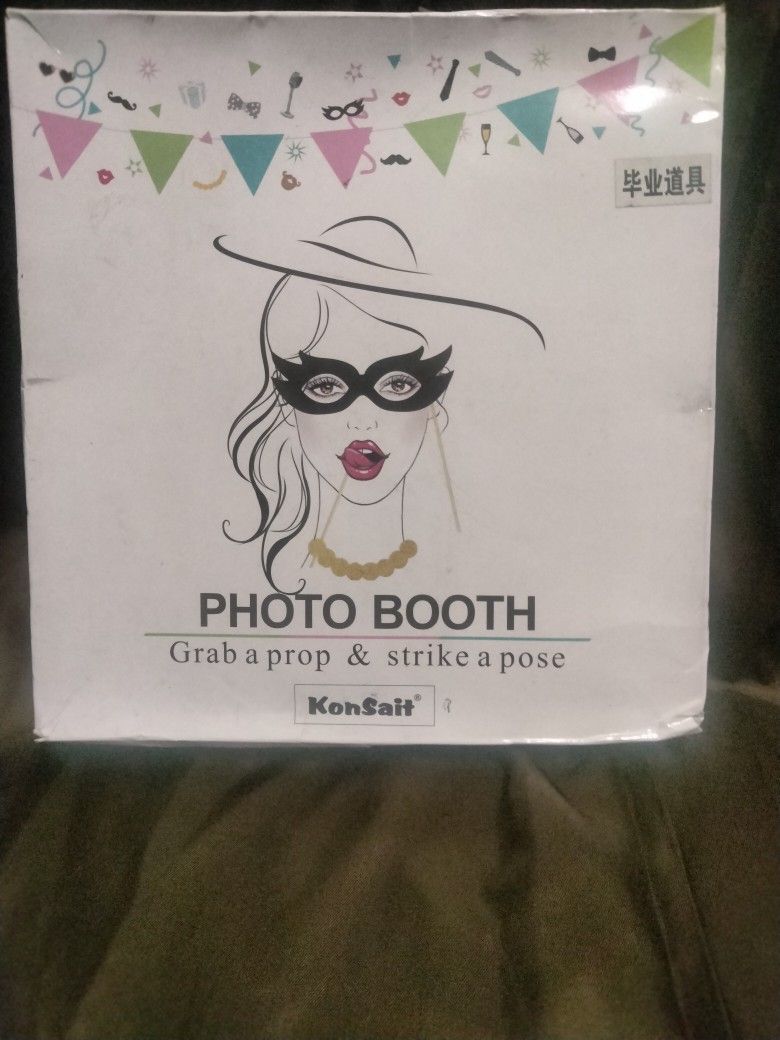 毕业道具
PHOTO BOOTH
Grab a prop & strike a pose
KonSait®